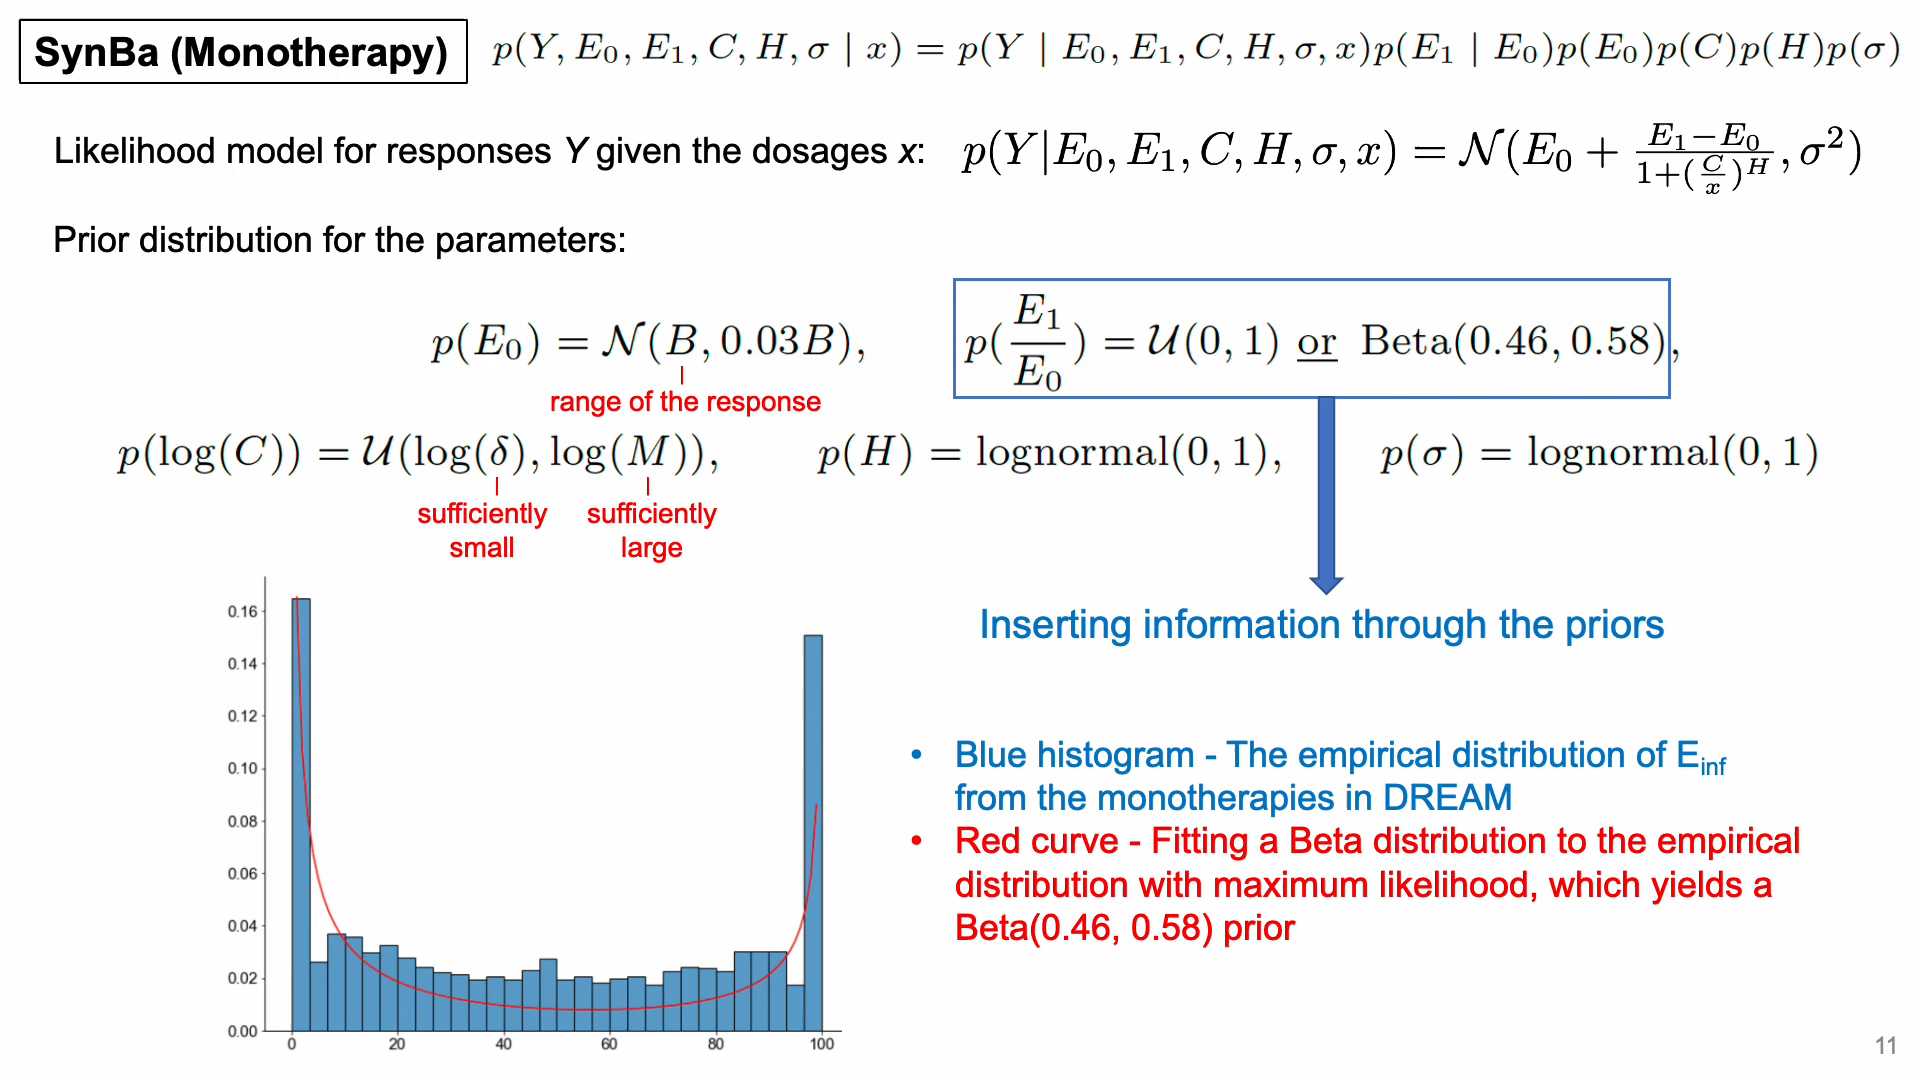 SynBa (Monotherapy) p(Y, E₀, E₁, C, H, σ | x) = p(Y | E₀, E₁, C, H, σ, x)p(E₁ | E₀)p(E₀)p(C)p(H)p(σ)
Likelihood model for responses Y given the dosages x: p(Y|E₀, E₁, C, H, σ, x) = 𝒩(E₀ + \frac{E₁−E₀}{1+(\frac{C}{x})^H}, σ²)
Prior distribution for the parameters:
p(E₀) = 𝒩(B, 0.03B), p(\frac{E₁}{E₀}) = 𝒰(0, 1) or Beta(0.46, 0.58),
range of the response
p(log(C)) = 𝒰(log(δ), log(M)), p(H) = lognormal(0, 1), p(σ) = lognormal(0, 1)
sufficiently small
sufficiently large
Inserting information through the priors
0.16
0.14
0.12
0.10
0.08
0.06
0.04
0.02
0.00
0 20 40 60 80 100
• Blue histogram - The empirical distribution of E_inf
from the monotherapies in DREAM
• Red curve - Fitting a Beta distribution to the empirical
distribution with maximum likelihood, which yields a
Beta(0.46, 0.58) prior
11